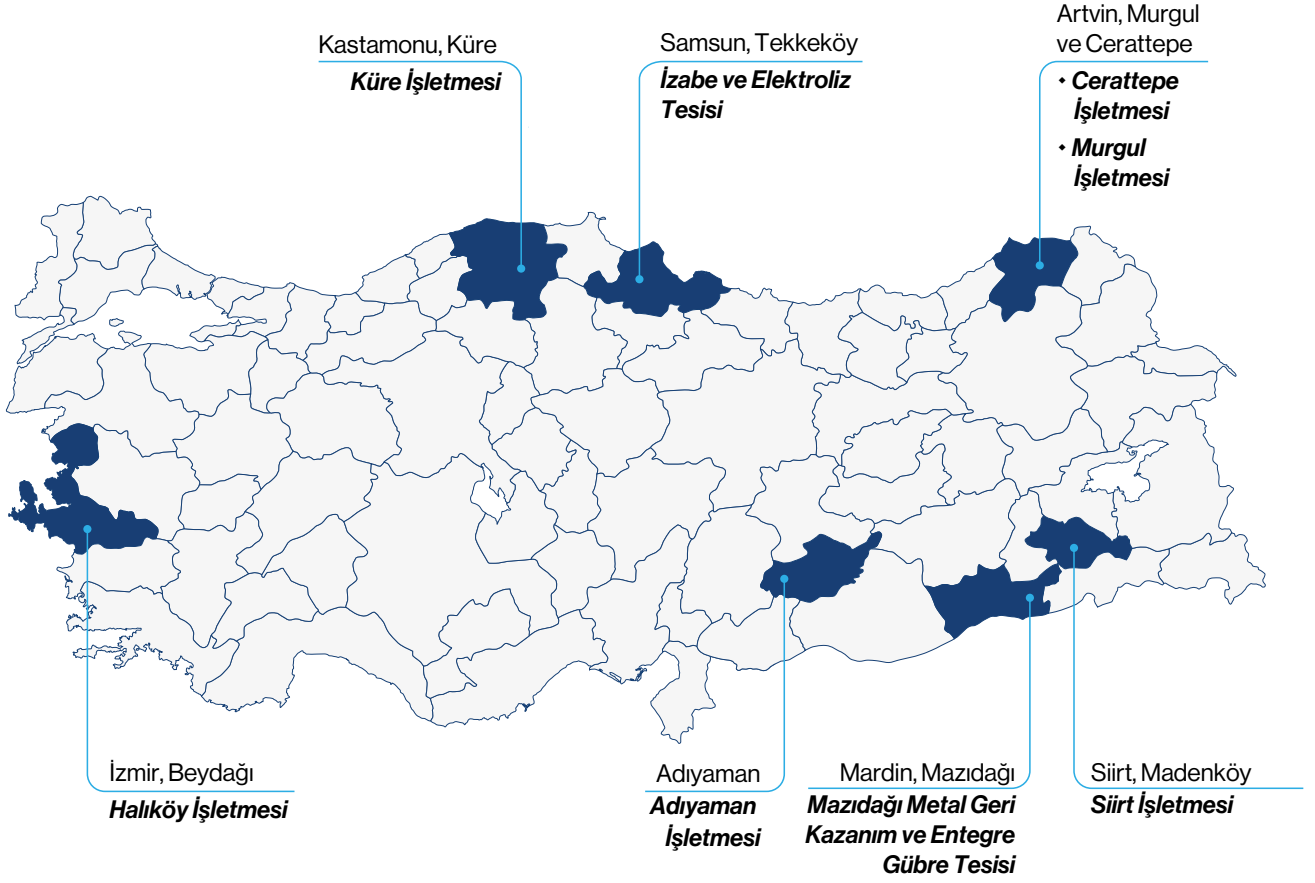 Kastamonu, Küre
Küre İşletmesi
Samsun, Tekkeköy
İzabe ve Elektroliz
Tesisi
Artvin, Murgul
ve Cerattepe
• Cerattepe
İşletmesi
• Murgul
İşletmesi
İzmir, Beydağı
Halıköy İşletmesi
Adıyaman
Adıyaman
İşletmesi
Mardin, Mazıdağı
Mazıdağı Metal Geri
Kazanım ve Entegre
Gübre Tesisi
Siirt, Madenköy
Siirt İşletmesi